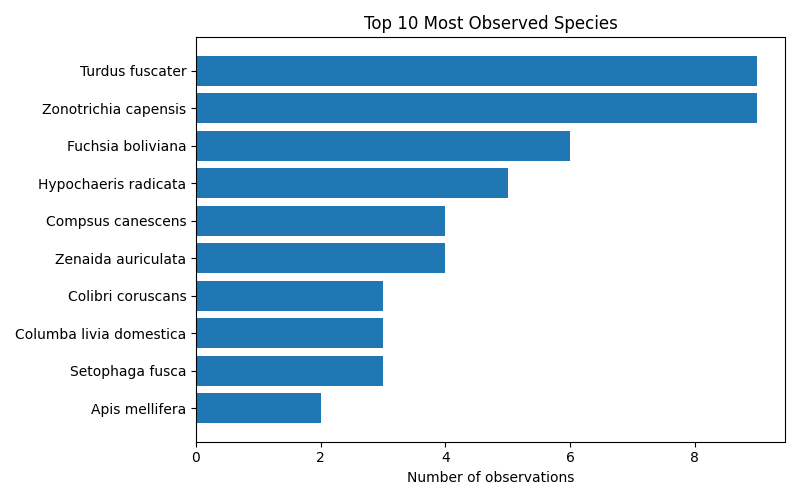 Top 10 Most Observed Species
Turdus fuscater
Zonotrichia capensis
Fuchsia boliviana
Hypochaeris radicata
Compsus canescens
Zenaida auriculata
Colibri coruscans
Columba livia domestica
Setophaga fusca
Apis mellifera
0 2 4 6 8
Number of observations